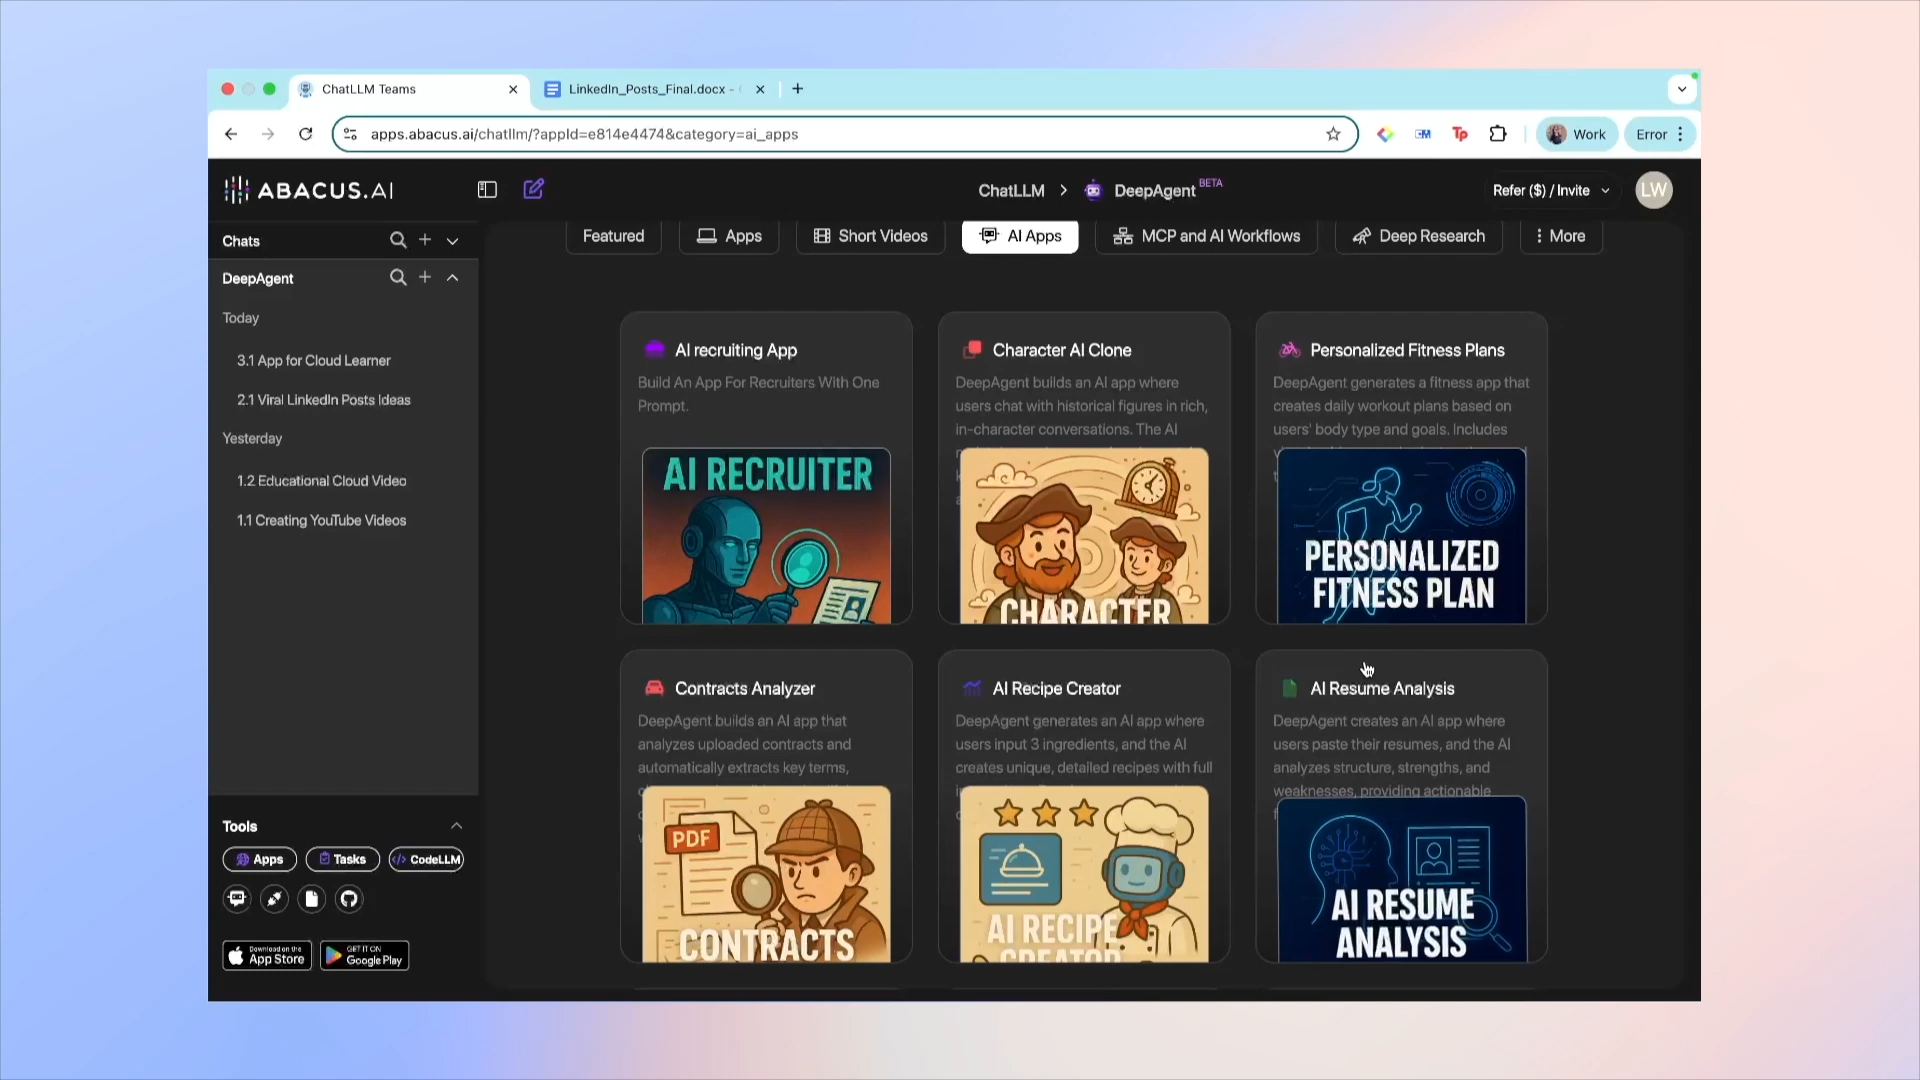 ChatLLM Teams
LinkedIn_Posts_Final.docx -
apps.abacus.ai/chatllm/?appId=e814e4474&category=ai_apps
Work
Error
ABACUS.AI
ChatLLM > DeepAgent BETA
Refer ($) / Invite
LW
Chats
DeepAgent
Today
3.1 App for Cloud Learner
2.1 Viral LinkedIn Posts Ideas
Yesterday
1.2 Educational Cloud Video
1.1 Creating YouTube Videos
Tools
Apps
Tasks
CodeLLM
Download on the
App Store
GET IT ON
Google Play
Featured
Apps
Short Videos
AI Apps
MCP and AI Workflows
Deep Research
More
AI recruiting App
Build An App For Recruiters With One
Prompt.
AI RECRUITER
Character AI Clone
DeepAgent builds an AI app where
users chat with historical figures in rich,
in-character conversations. The AI
CHARACTER
Personalized Fitness Plans
DeepAgent generates a fitness app that
creates daily workout plans based on
users' body type and goals. Includes
PERSONALIZED
FITNESS PLAN
Contracts Analyzer
DeepAgent builds an AI app that
analyzes uploaded contracts and
automatically extracts key terms,
PDF
CONTRACTS
AI Recipe Creator
DeepAgent generates an AI app where
users input 3 ingredients, and the AI
creates unique, detailed recipes with full
AI RECIPE
CREATOR
AI Resume Analysis
DeepAgent creates an AI app where
users paste their resumes, and the AI
analyzes structure, strengths, and
weaknesses, providing actionable
AI RESUME
ANALYSIS